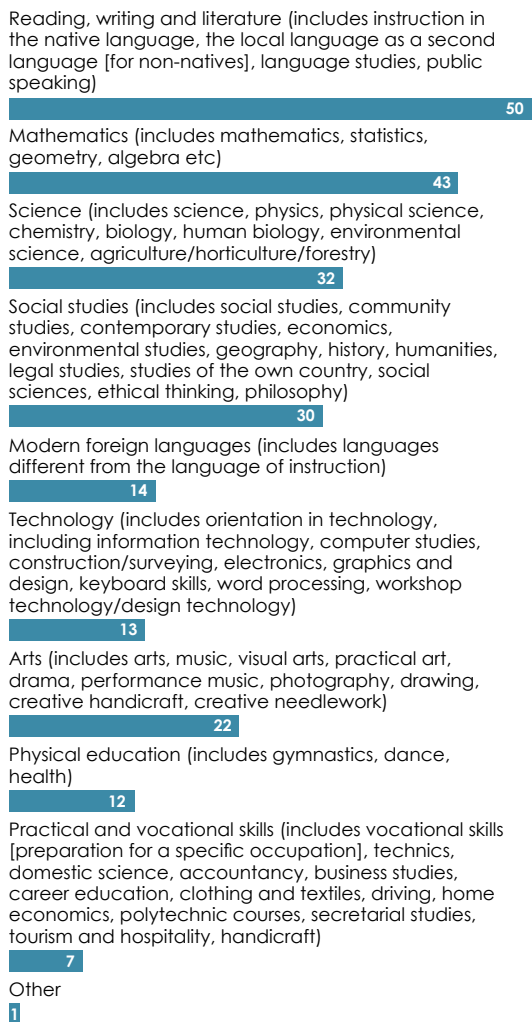 Reading, writing and literature (includes instruction in
the native language, the local language as a second
language [for non-natives], language studies, public
speaking)
50
Mathematics (includes mathematics, statistics,
geometry, algebra etc)
43
Science (includes science, physics, physical science,
chemistry, biology, human biology, environmental
science, agriculture/horticulture/forestry)
32
Social studies (includes social studies, community
studies, contemporary studies, economics,
environmental studies, geography, history, humanities,
legal studies, studies of the own country, social
sciences, ethical thinking, philosophy)
30
Modern foreign languages (includes languages
different from the language of instruction)
14
Technology (includes orientation in technology,
including information technology, computer studies,
construction/surveying, electronics, graphics and
design, keyboard skills, word processing, workshop
technology/design technology)
13
Arts (includes arts, music, visual arts, practical art,
drama, performance music, photography, drawing,
creative handicraft, creative needlework)
22
Physical education (includes gymnastics, dance,
health)
12
Practical and vocational skills (includes vocational skills
[preparation for a specific occupation], technics,
domestic science, accountancy, business studies,
career education, clothing and textiles, driving, home
economics, polytechnic courses, secretarial studies,
tourism and hospitality, handicraft)
7
Other
1